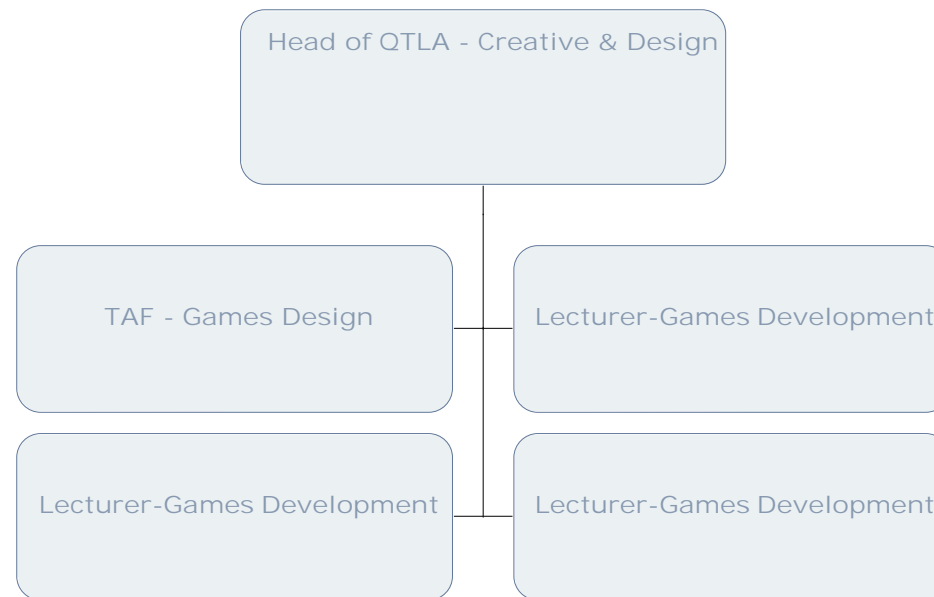 Head of QTLA - Creative & Design
TAF - Games Design
Lecturer-Games Development
Lecturer-Games Development
Lecturer-Games Development